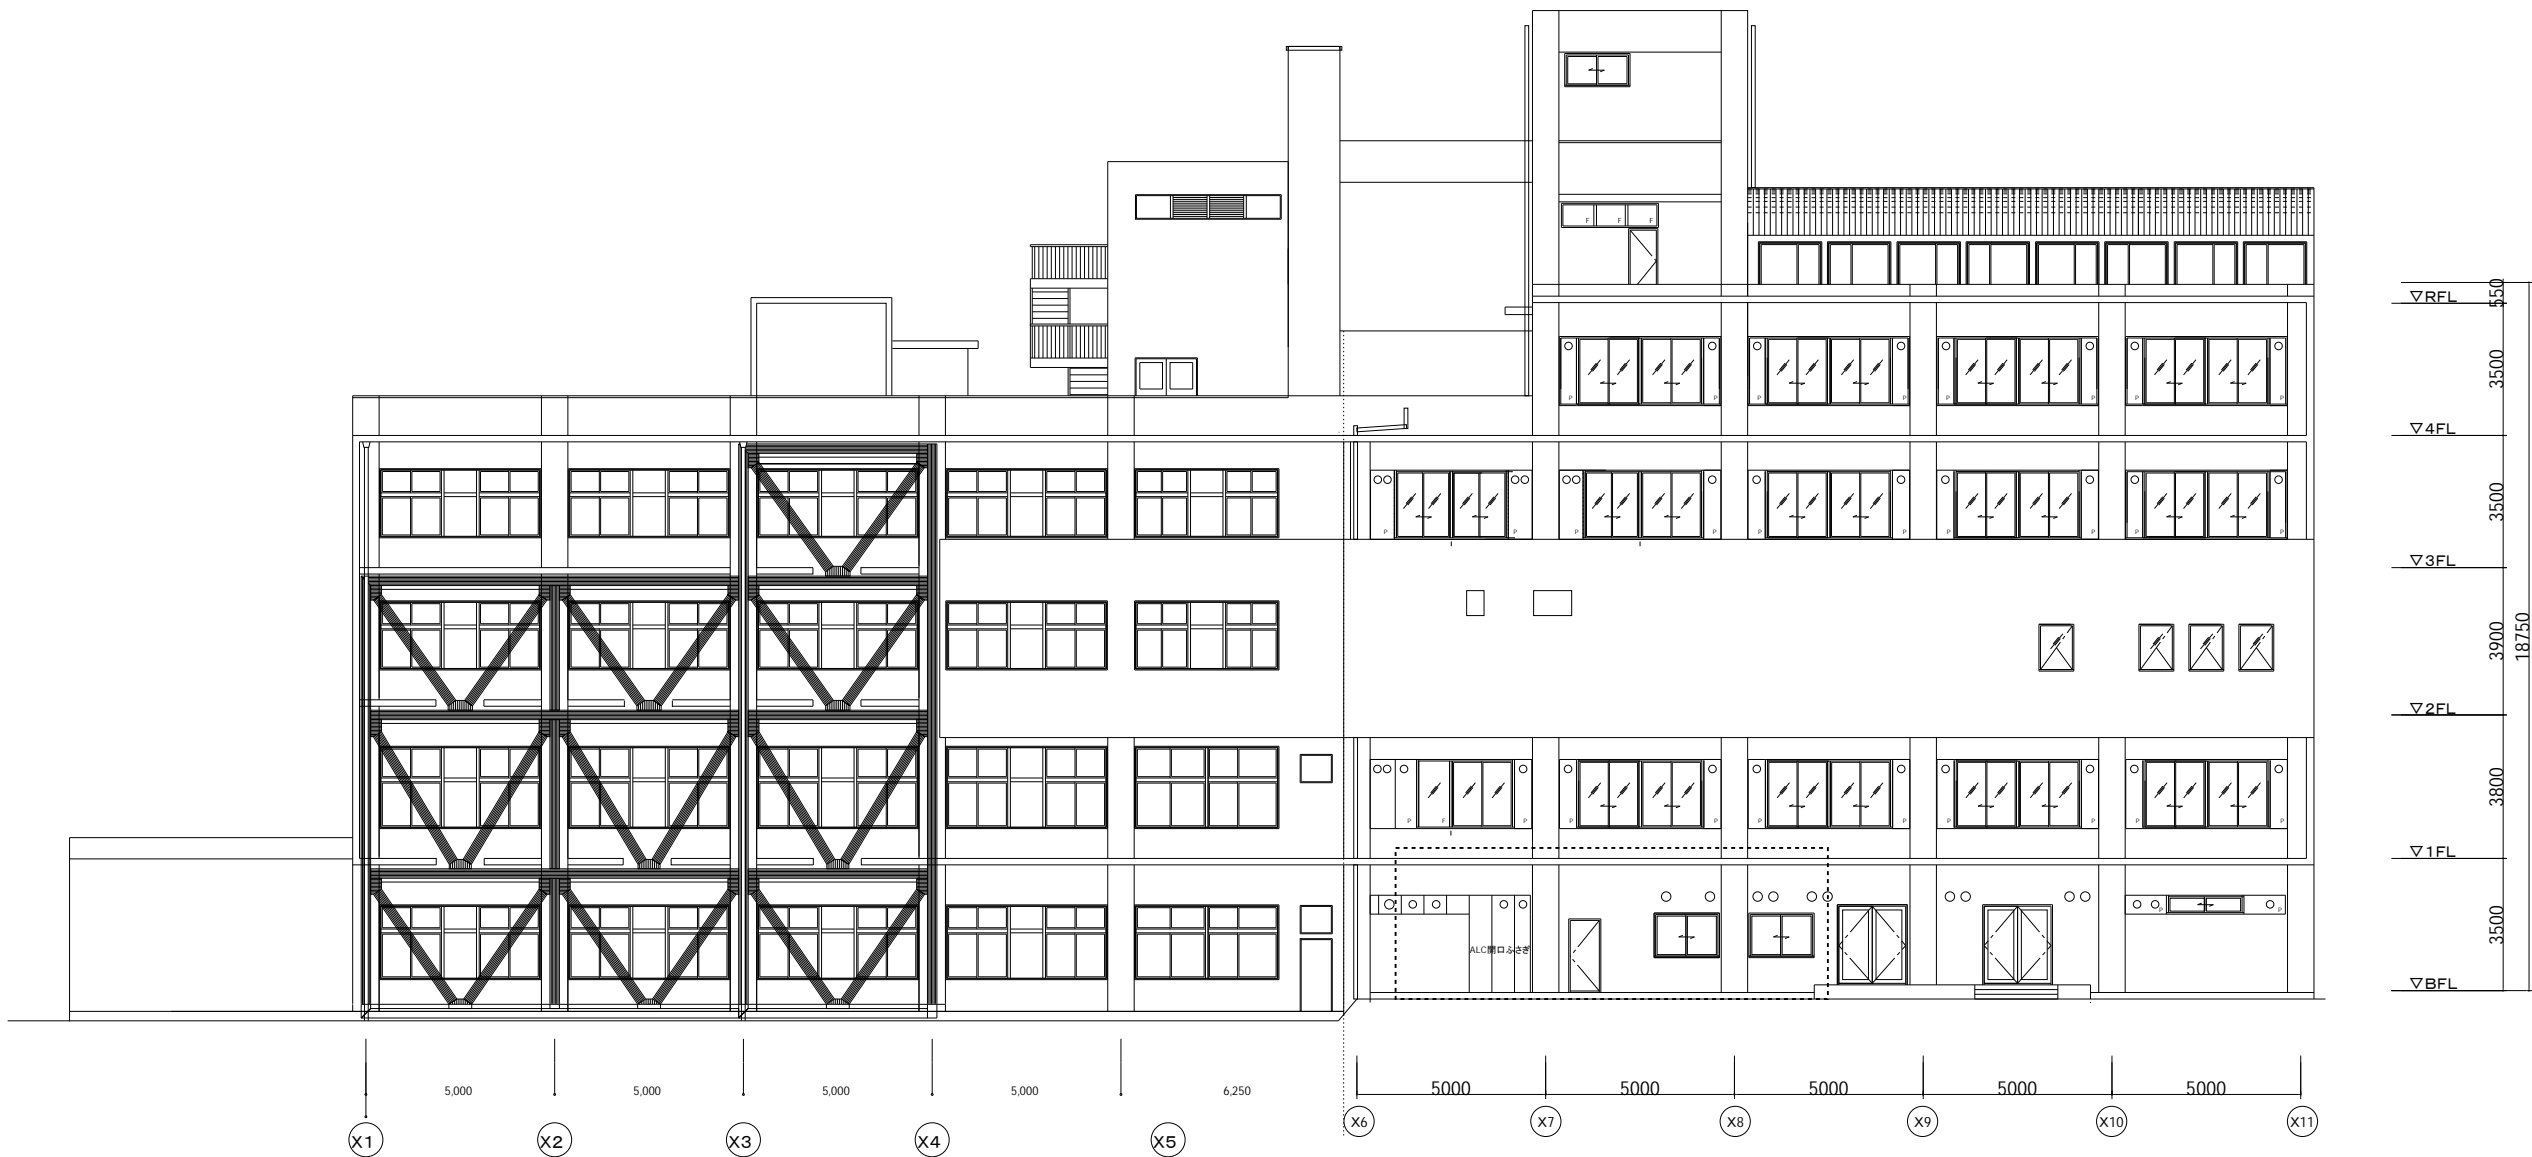 F F F
▽RFL
550
P P P P P P P P
3500
▽4FL
P P P P P P P P P P
3500
▽3FL
3900
18750
▽2FL
3800
P F P P P P P P P P P
▽1FL
P P
ALC開口ふさぎ
3500
▽BFL
5,000 5,000 5,000 5,000 6,250 5000 5000 5000 5000 5000
X1 X2 X3 X4 X5 X6 X7 X8 X9 X10 X11